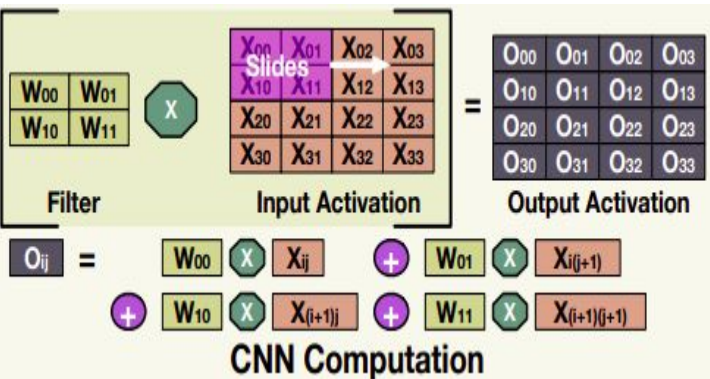 W00 W01
W10 W11
X
X00 X01 X02 X03
Slides
X10 X11 X12 X13
X20 X21 X22 X23
X30 X31 X32 X33
=
O00 O01 O02 O03
O10 O11 O12 O13
O20 O21 O22 O23
O30 O31 O32 O33
Filter
Input Activation
Output Activation
Oij = W00 X Xij + W01 X Xi(j+1)
+ W10 X X(i+1)j + W11 X X(i+1)(j+1)
CNN Computation